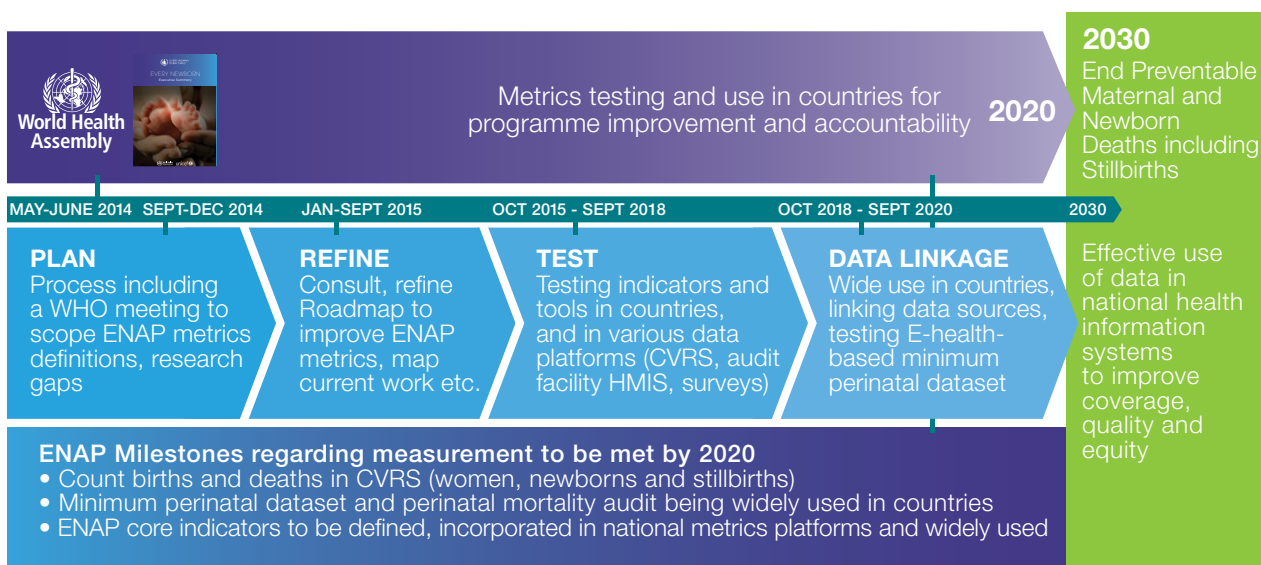 World Health
Assembly
EVERY NEWBORN
Executive Summary
unicef
Metrics testing and use in countries for
programme improvement and accountability
2020
2030
End Preventable
Maternal and
Newborn
Deaths including
Stillbirths
MAY-JUNE 2014
SEPT-DEC 2014
JAN-SEPT 2015
OCT 2015 - SEPT 2018
OCT 2018 - SEPT 2020
2030
PLAN
Process including
a WHO meeting to
scope ENAP metrics
definitions, research
gaps
REFINE
Consult, refine
Roadmap to
improve ENAP
metrics, map
current work etc.
TEST
Testing indicators and
tools in countries,
and in various data
platforms (CVRS, audit
facility HMIS, surveys)
DATA LINKAGE
Wide use in countries,
linking data sources,
testing E-health-
based minimum
perinatal dataset
Effective use
of data in
national health
information
systems
to improve
coverage,
quality and
equity
ENAP Milestones regarding measurement to be met by 2020
• Count births and deaths in CVRS (women, newborns and stillbirths)
• Minimum perinatal dataset and perinatal mortality audit being widely used in countries
• ENAP core indicators to be defined, incorporated in national metrics platforms and widely used